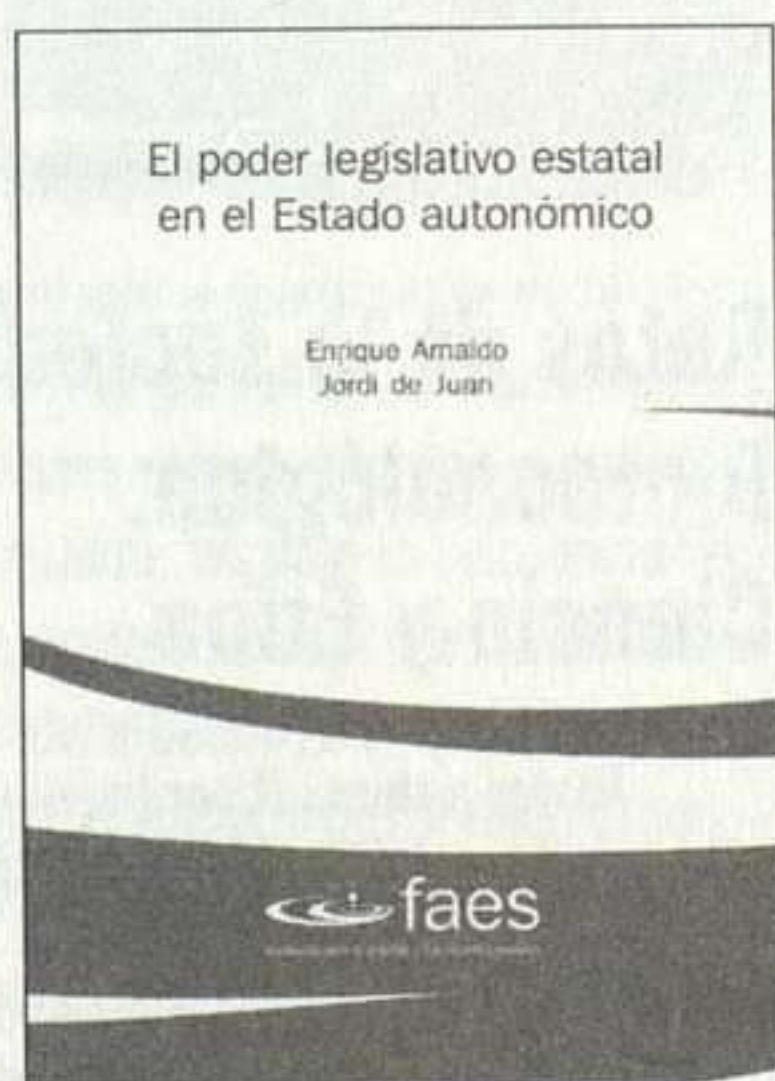 El poder legislativo estatal
en el Estado autonómico
Enrique Arnaldo
Jordi de Juan
faes